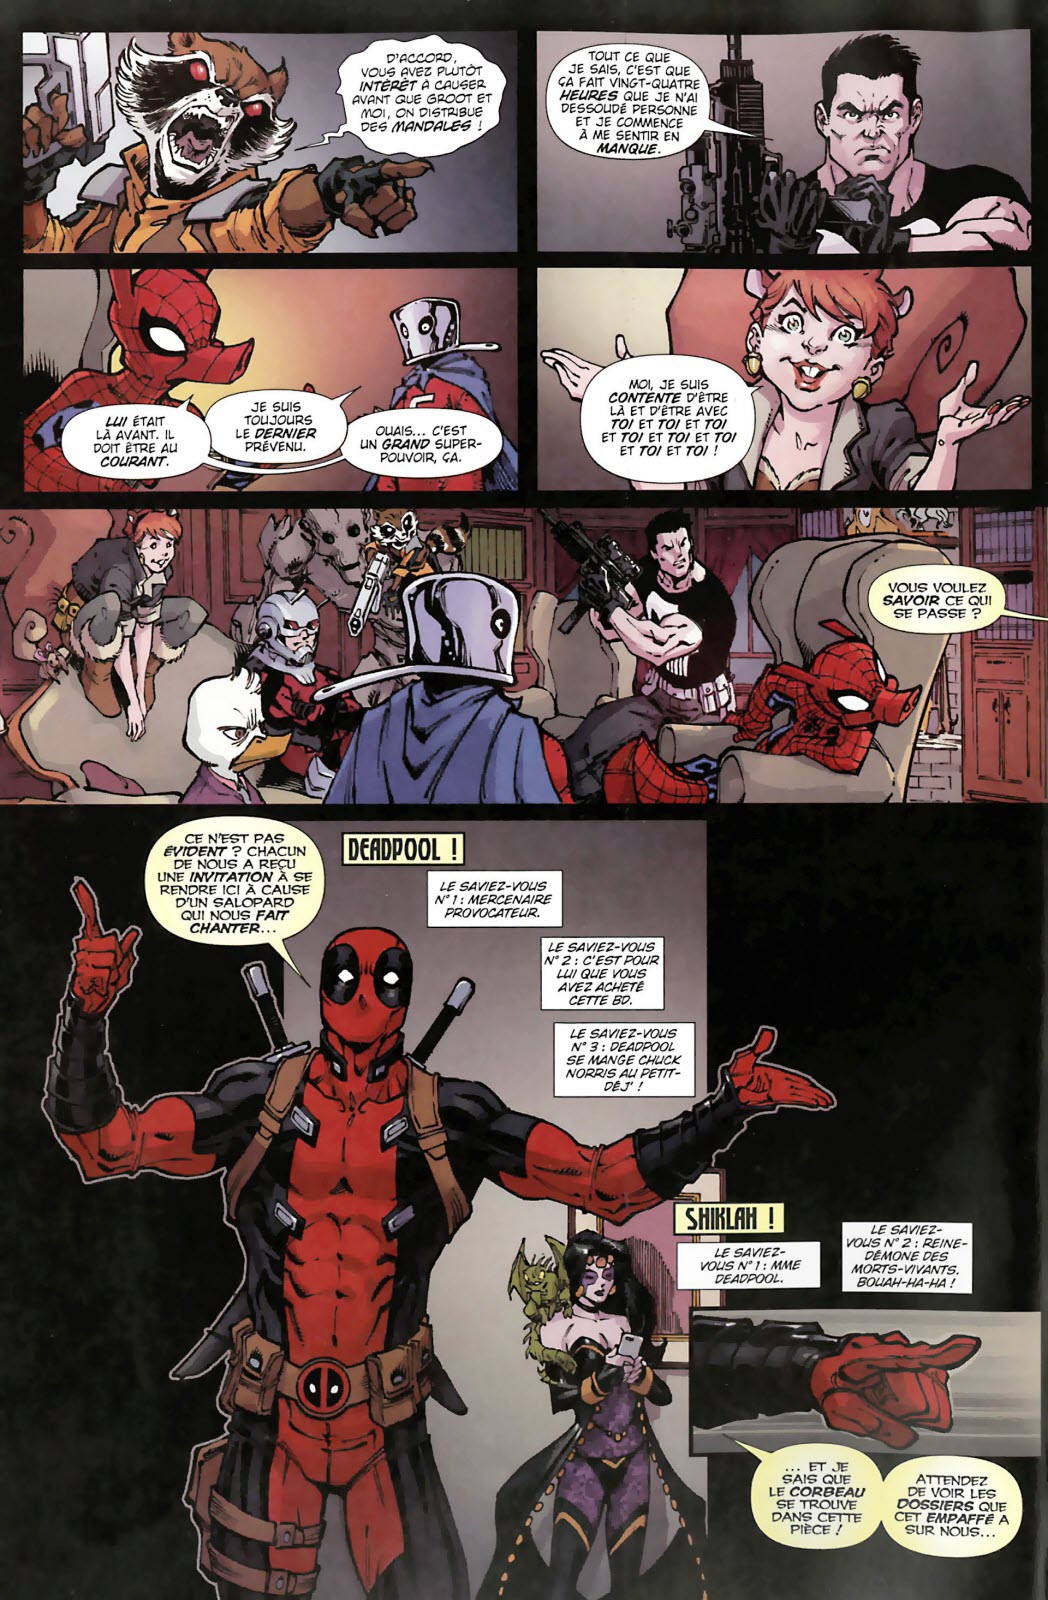 D'ACCORD,
VOUS AVEZ PLUTÔT
INTÉRÊT À CAUSER
AVANT QUE GROOT ET
MOI, ON DISTRIBUE
DES MANDALES !
TOUT CE QUE
JE SAIS, C'EST QUE
ÇA FAIT VINGT-QUATRE
HEURES QUE JE N'AI
DESSOUDÉ PERSONNE
ET JE COMMENCE
À ME SENTIR EN
MANQUE.
LUI ÉTAIT
LÀ AVANT. IL
DOIT ÊTRE AU
COURANT.
JE SUIS
TOUJOURS
LE DERNIER
PRÉVENU.
OUAIS... C'EST
UN GRAND SUPER-
POUVOIR, ÇA.
MOI, JE SUIS
CONTENTE D'ÊTRE
LÀ ET D'ÊTRE AVEC
TOI ET TOI ET TOI
ET TOI ET TOI ET TOI
ET TOI ET TOI !
VOUS VOULEZ
SAVOIR CE QUI
SE PASSE ?
CE N'EST PAS
ÉVIDENT ? CHACUN
DE NOUS A REÇU
UNE INVITATION À SE
RENDRE ICI À CAUSE
D'UN SALOPARD
QUI NOUS FAIT
CHANTER...
DEADPOOL !
LE SAVIEZ-VOUS
N°1 : MERCENAIRE
PROVOCATEUR.
LE SAVIEZ-VOUS
N° 2 : C'EST POUR
LUI QUE VOUS
AVEZ ACHETÉ
CETTE BD.
LE SAVIEZ-VOUS
N° 3 : DEADPOOL
SE MANGE CHUCK
NORRIS AU PETIT-
DÉJ' !
SHIKLAH !
LE SAVIEZ-
VOUS N°1 : MME
DEADPOOL.
LE SAVIEZ-
VOUS N° 2 : REINE-
DÉMONE DES
MORTS-VIVANTS.
BOUAH-HA-HA !
... ET JE
SAIS QUE
LE CORBEAU
SE TROUVE
DANS CETTE
PIÈCE !
ATTENDEZ
DE VOIR LES
DOSSIERS QUE
CET EMPAFFÉ A
SUR NOUS...